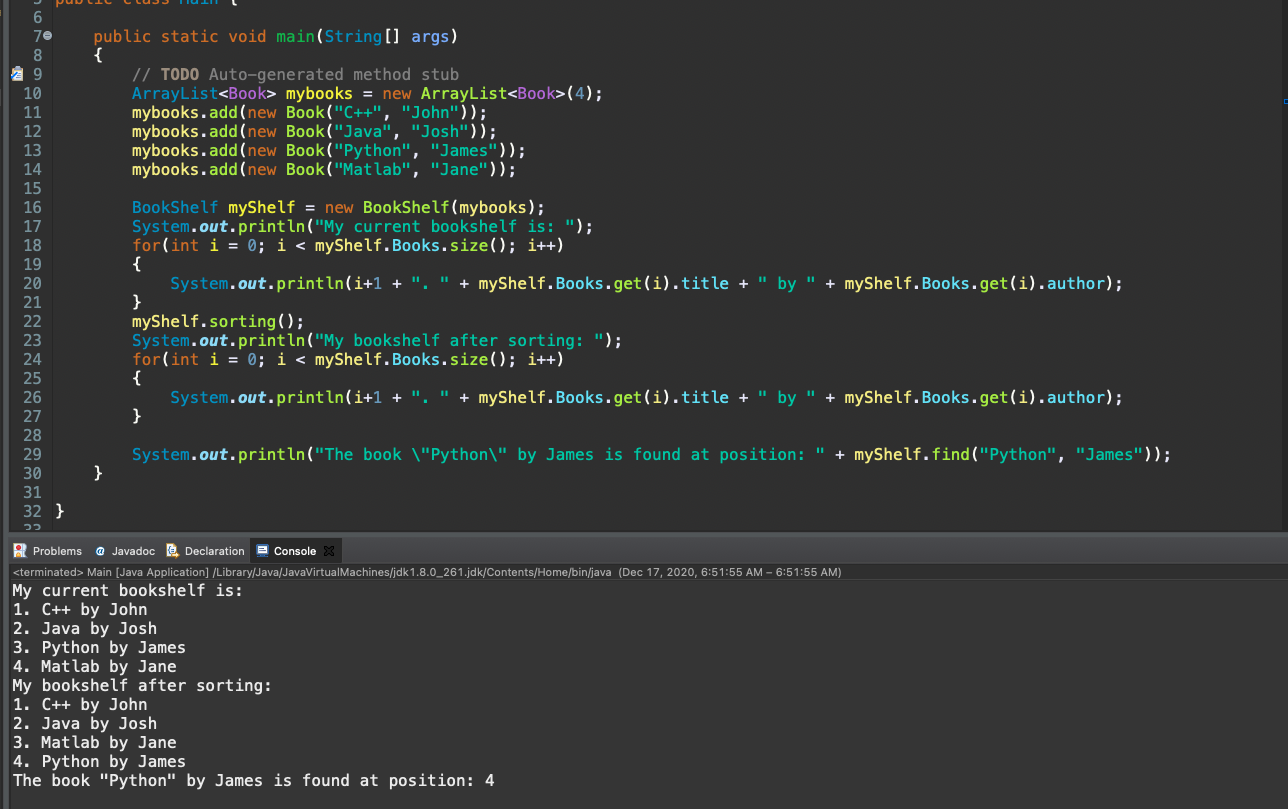 5 public class Main {
6
7 public static void main(String[] args)
8 {
9 // TODO Auto-generated method stub
10 ArrayList<Book> mybooks = new ArrayList<Book>(4);
11 mybooks.add(new Book("C++", "John"));
12 mybooks.add(new Book("Java", "Josh"));
13 mybooks.add(new Book("Python", "James"));
14 mybooks.add(new Book("Matlab", "Jane"));
15
16 BookShelf myShelf = new BookShelf(mybooks);
17 System.out.println("My current bookshelf is: ");
18 for(int i = 0; i < myShelf.Books.size(); i++)
19 {
20 System.out.println(i+1 + ". " + myShelf.Books.get(i).title + " by " + myShelf.Books.get(i).author);
21 }
22 myShelf.sorting();
23 System.out.println("My bookshelf after sorting: ");
24 for(int i = 0; i < myShelf.Books.size(); i++)
25 {
26 System.out.println(i+1 + ". " + myShelf.Books.get(i).title + " by " + myShelf.Books.get(i).author);
27 }
28
29 System.out.println("The book \"Python\" by James is found at position: " + myShelf.find("Python", "James"));
30 }
31
32 }
33
Problems @ Javadoc Declaration Console
<terminated> Main [Java Application] /Library/Java/JavaVirtualMachines/jdk1.8.0_261.jdk/Contents/Home/bin/java (Dec 17, 2020, 6:51:55 AM – 6:51:55 AM)
My current bookshelf is:
1. C++ by John
2. Java by Josh
3. Python by James
4. Matlab by Jane
My bookshelf after sorting:
1. C++ by John
2. Java by Josh
3. Matlab by Jane
4. Python by James
The book "Python" by James is found at position: 4